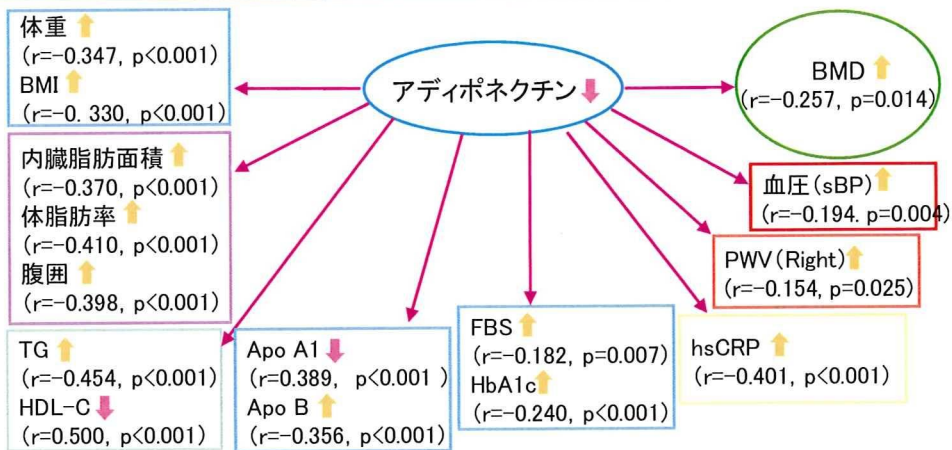 体重
(r=-0.347, p<0.001)
BMI
(r=-0. 330, p<0.001)
アディポネクチン
BMD
(r=-0.257, p=0.014)
内臓脂肪面積
(r=-0.370, p<0.001)
体脂肪率
(r=-0.410, p<0.001)
腹囲
(r=-0.398, p<0.001)
血圧(sBP)
(r=-0.194. p=0.004)
PWV(Right)
(r=-0.154, p=0.025)
TG
(r=-0.454, p<0.001)
HDL-C
(r=0.500, p<0.001)
Apo A1
(r=0.389, p<0.001 )
Apo B
(r=-0.356, p<0.001)
FBS
(r=-0.182, p=0.007)
HbA1c
(r=-0.240, p<0.001)
hsCRP
(r=-0.401, p<0.001)